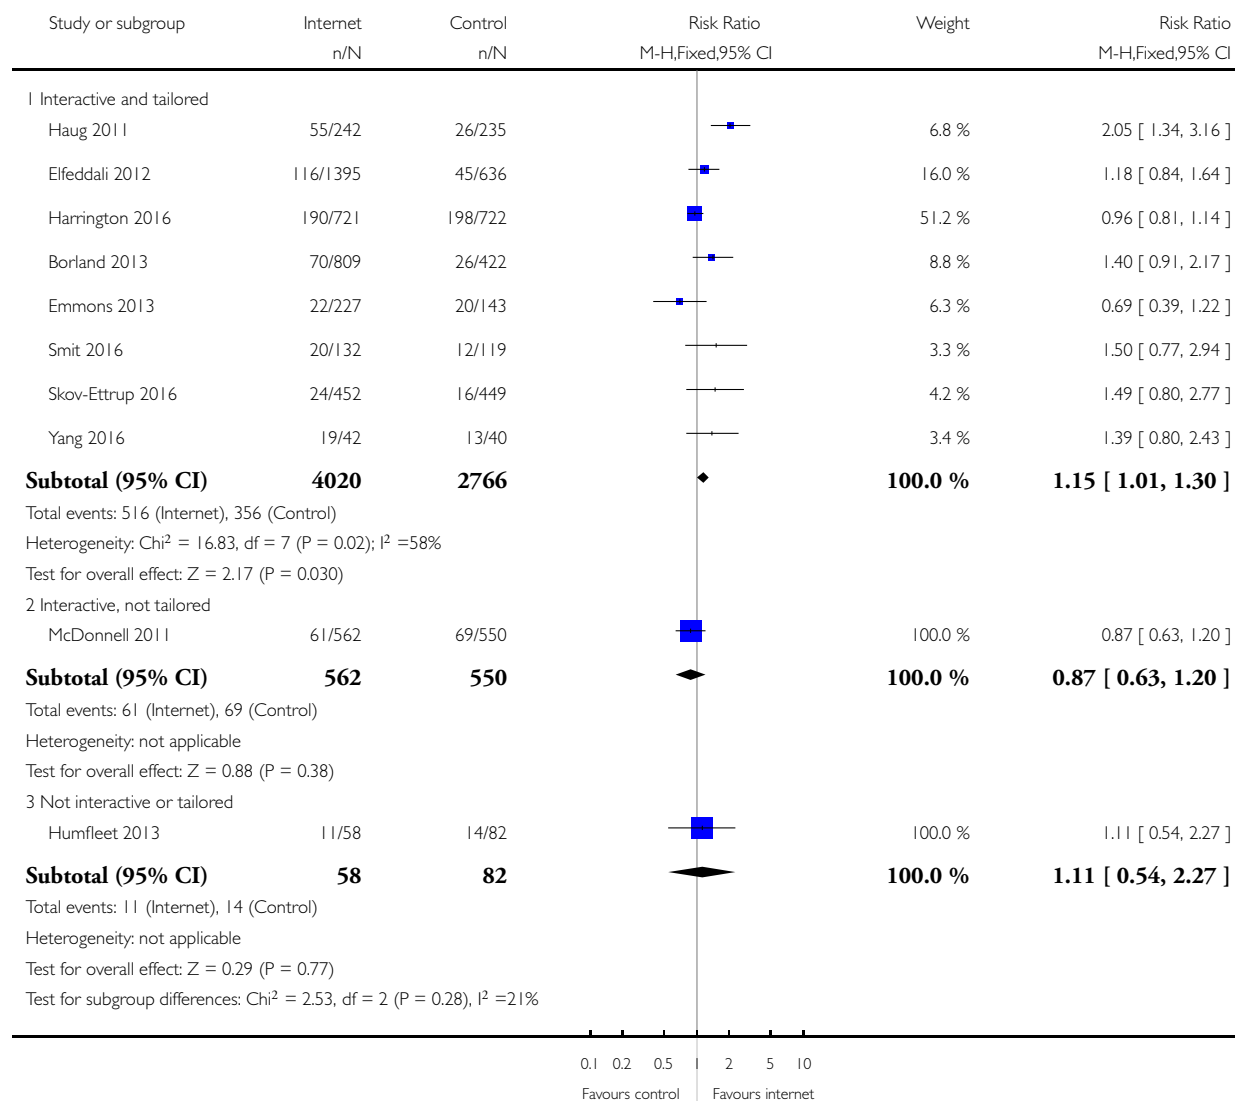 Study or subgroup Internet Control Risk Ratio Weight Risk Ratio
n/N n/N M-H,Fixed,95% CI M-H,Fixed,95% CI
1 Interactive and tailored
Haug 2011 55/242 26/235 6.8 % 2.05 [ 1.34, 3.16 ]
Elfeddali 2012 116/1395 45/636 16.0 % 1.18 [ 0.84, 1.64 ]
Harrington 2016 190/721 198/722 51.2 % 0.96 [ 0.81, 1.14 ]
Borland 2013 70/809 26/422 8.8 % 1.40 [ 0.91, 2.17 ]
Emmons 2013 22/227 20/143 6.3 % 0.69 [ 0.39, 1.22 ]
Smit 2016 20/132 12/119 3.3 % 1.50 [ 0.77, 2.94 ]
Skov-Ettrup 2016 24/452 16/449 4.2 % 1.49 [ 0.80, 2.77 ]
Yang 2016 19/42 13/40 3.4 % 1.39 [ 0.80, 2.43 ]
Subtotal (95% CI) 4020 2766 100.0 % 1.15 [ 1.01, 1.30 ]
Total events: 516 (Internet), 356 (Control)
Heterogeneity: Chi² = 16.83, df = 7 (P = 0.02); I² =58%
Test for overall effect: Z = 2.17 (P = 0.030)
2 Interactive, not tailored
McDonnell 2011 61/562 69/550 100.0 % 0.87 [ 0.63, 1.20 ]
Subtotal (95% CI) 562 550 100.0 % 0.87 [ 0.63, 1.20 ]
Total events: 61 (Internet), 69 (Control)
Heterogeneity: not applicable
Test for overall effect: Z = 0.88 (P = 0.38)
3 Not interactive or tailored
Humfleet 2013 11/58 14/82 100.0 % 1.11 [ 0.54, 2.27 ]
Subtotal (95% CI) 58 82 100.0 % 1.11 [ 0.54, 2.27 ]
Total events: 11 (Internet), 14 (Control)
Heterogeneity: not applicable
Test for overall effect: Z = 0.29 (P = 0.77)
Test for subgroup differences: Chi² = 2.53, df = 2 (P = 0.28), I² =21%
0.1 0.2 0.5 1 2 5 10
Favours control Favours internet